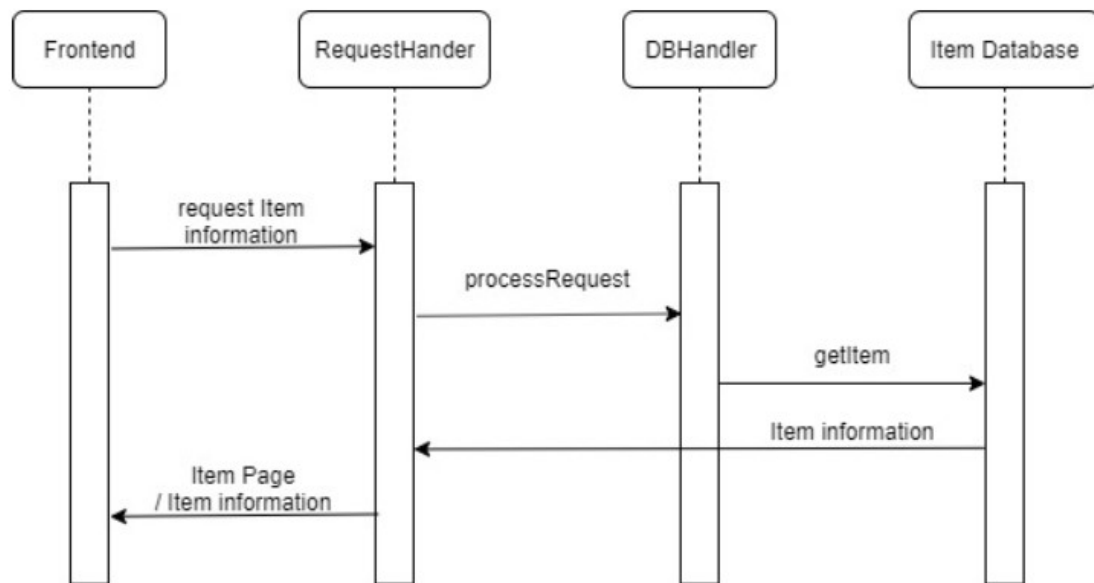 Frontend
RequestHander
DBHandler
Item Database
request Item
information
processRequest
getItem
Item information
Item Page
/ Item information